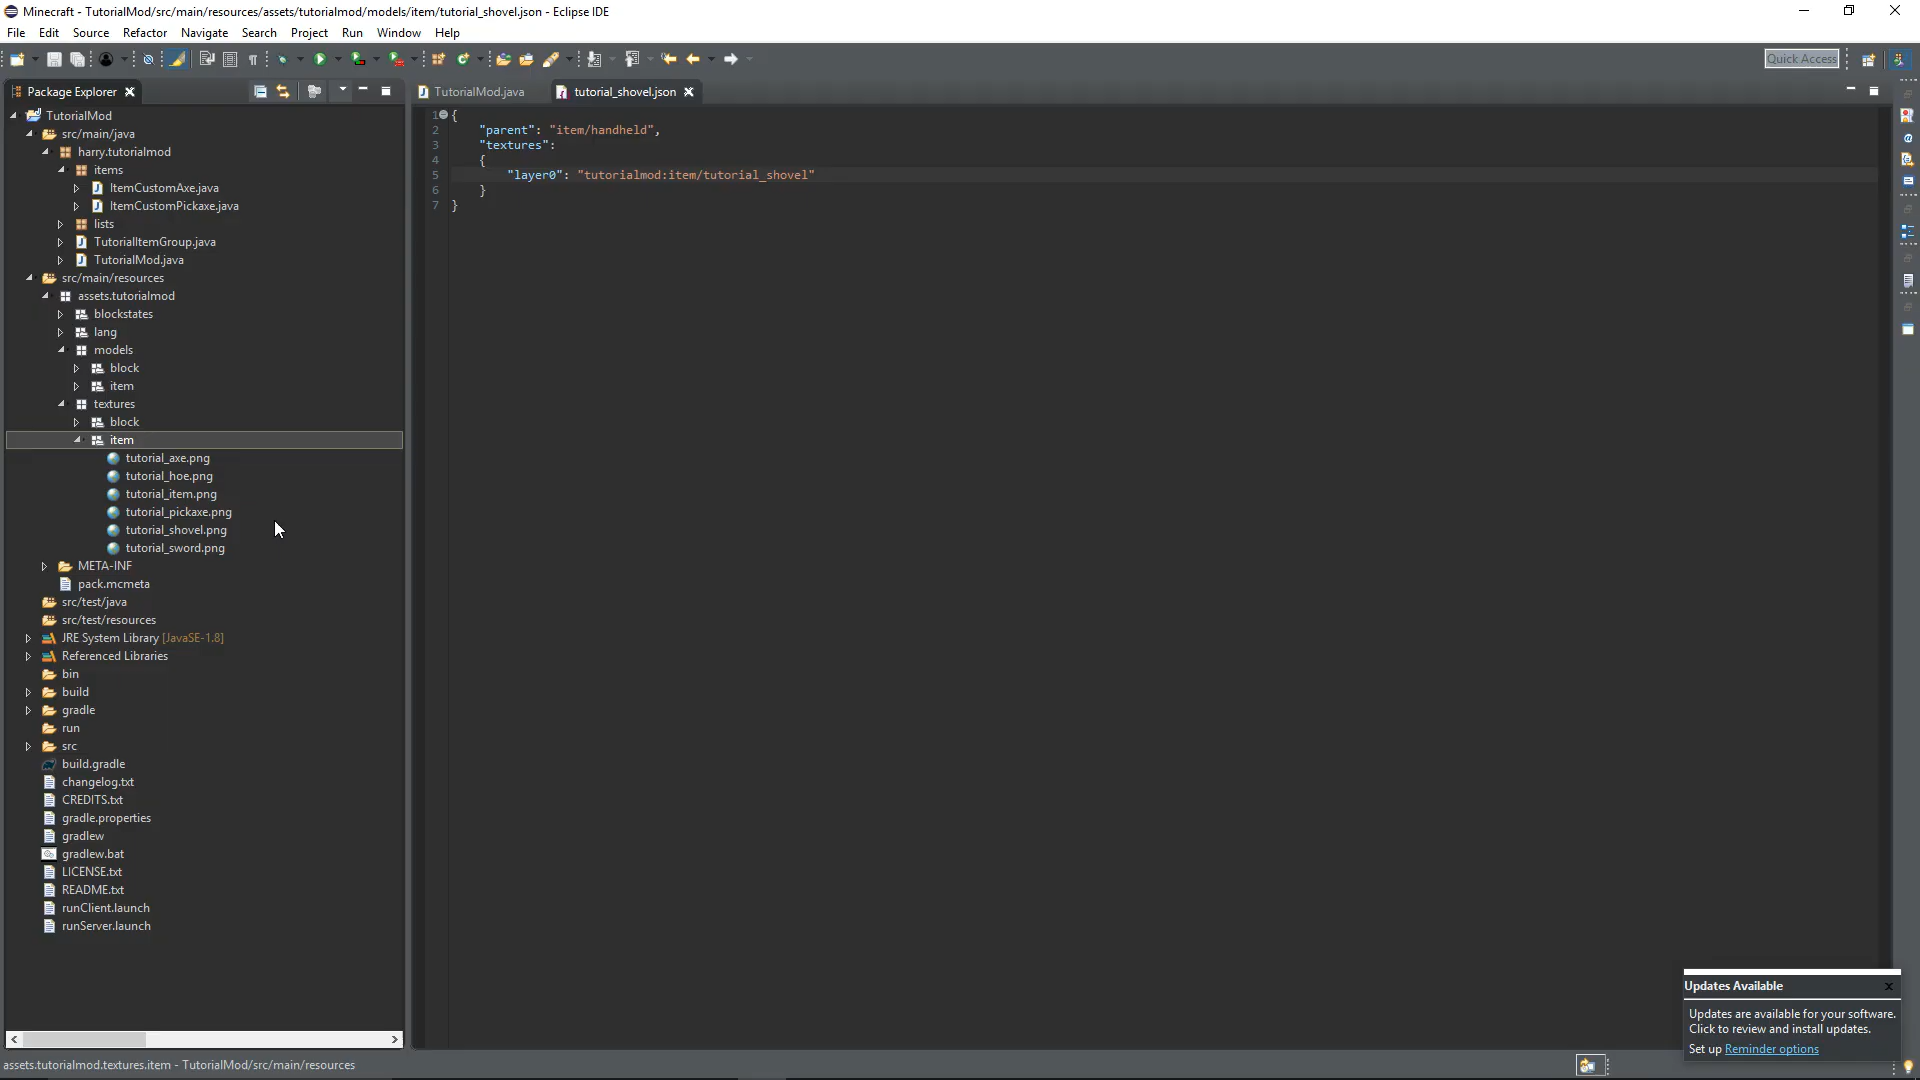 Minecraft - TutorialMod/src/main/resources/assets/tutorialmod/models/item/tutorial_shovel.json - Eclipse IDE
File Edit Source Refactor Navigate Search Project Run Window Help
Quick Access
Package Explorer
TutorialMod.java tutorial_shovel.json
TutorialMod
src/main/java
harry.tutorialmod
items
ItemCustomAxe.java
ItemCustomPickaxe.java
lists
TutorialItemGroup.java
TutorialMod.java
src/main/resources
assets.tutorialmod
blockstates
lang
models
block
item
textures
block
item
tutorial_axe.png
tutorial_hoe.png
tutorial_item.png
tutorial_pickaxe.png
tutorial_shovel.png
tutorial_sword.png
META-INF
pack.mcmeta
src/test/java
src/test/resources
JRE System Library [JavaSE-1.8]
Referenced Libraries
bin
build
gradle
run
src
build.gradle
changelog.txt
CREDITS.txt
gradle.properties
gradlew
gradlew.bat
LICENSE.txt
README.txt
runClient.launch
runServer.launch
1 {
2 "parent": "item/handheld",
3 "textures":
4 {
5 "layer0": "tutorialmod:item/tutorial_shovel"
6 }
7 }
Updates Available
Updates are available for your software.
Click to review and install updates.
Set up Reminder options
assets.tutorialmod.textures.item - TutorialMod/src/main/resources